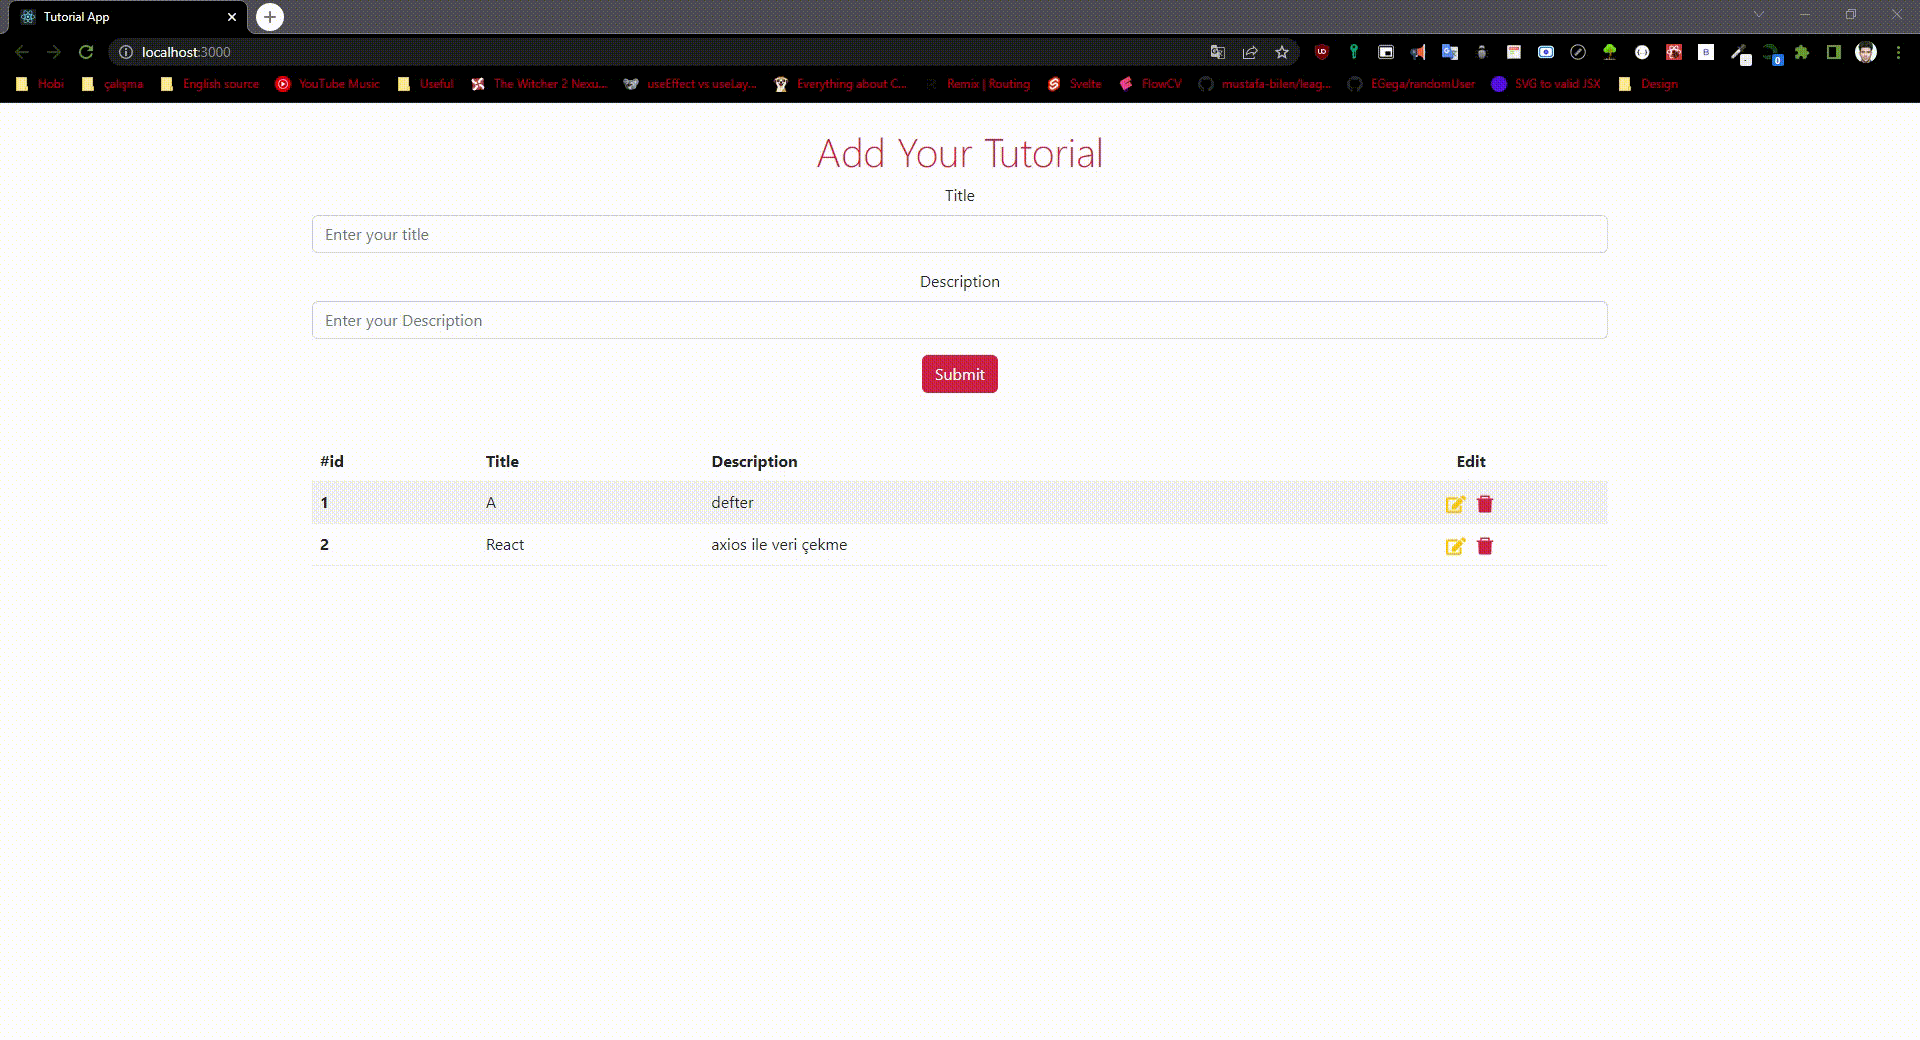 Tutorial App
localhost:3000
Hobi çalışma English source YouTube Music Useful The Witcher 2 Nexu... useEffect vs useLay... Everything about C... Remix | Routing Svelte FlowCV mustafa-bilen/leag... EGega/randomUser SVG to valid JSX Design
Add Your Tutorial
Title
Enter your title
Description
Enter your Description
Submit
#id Title Description Edit
1 A defter
2 React axios ile veri çekme